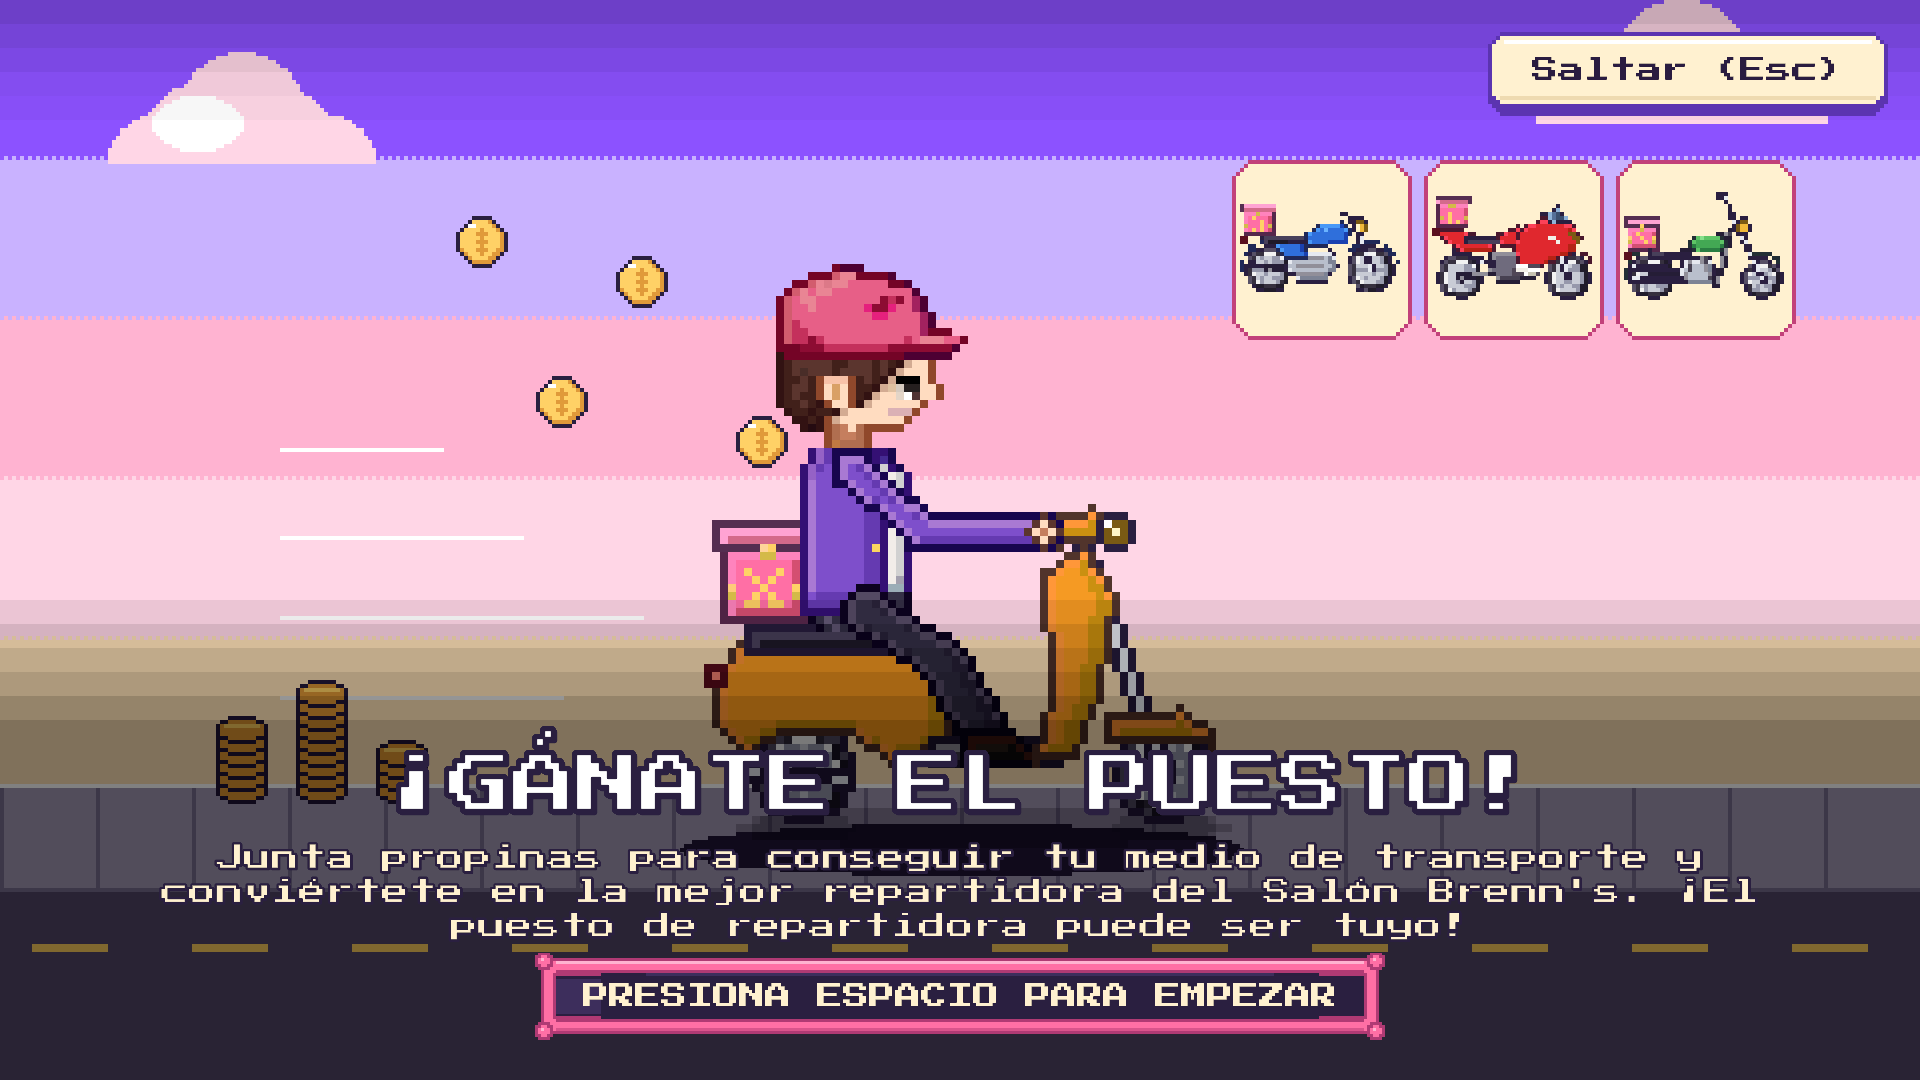 Saltar (Esc)
¡GÁNATE EL PUESTO!
Junta propinas para conseguir tu medio de transporte y
conviértete en la mejor repartidora del Salón Brenn's. ¡El
puesto de repartidora puede ser tuyo!
PRESIONA ESPACIO PARA EMPEZAR